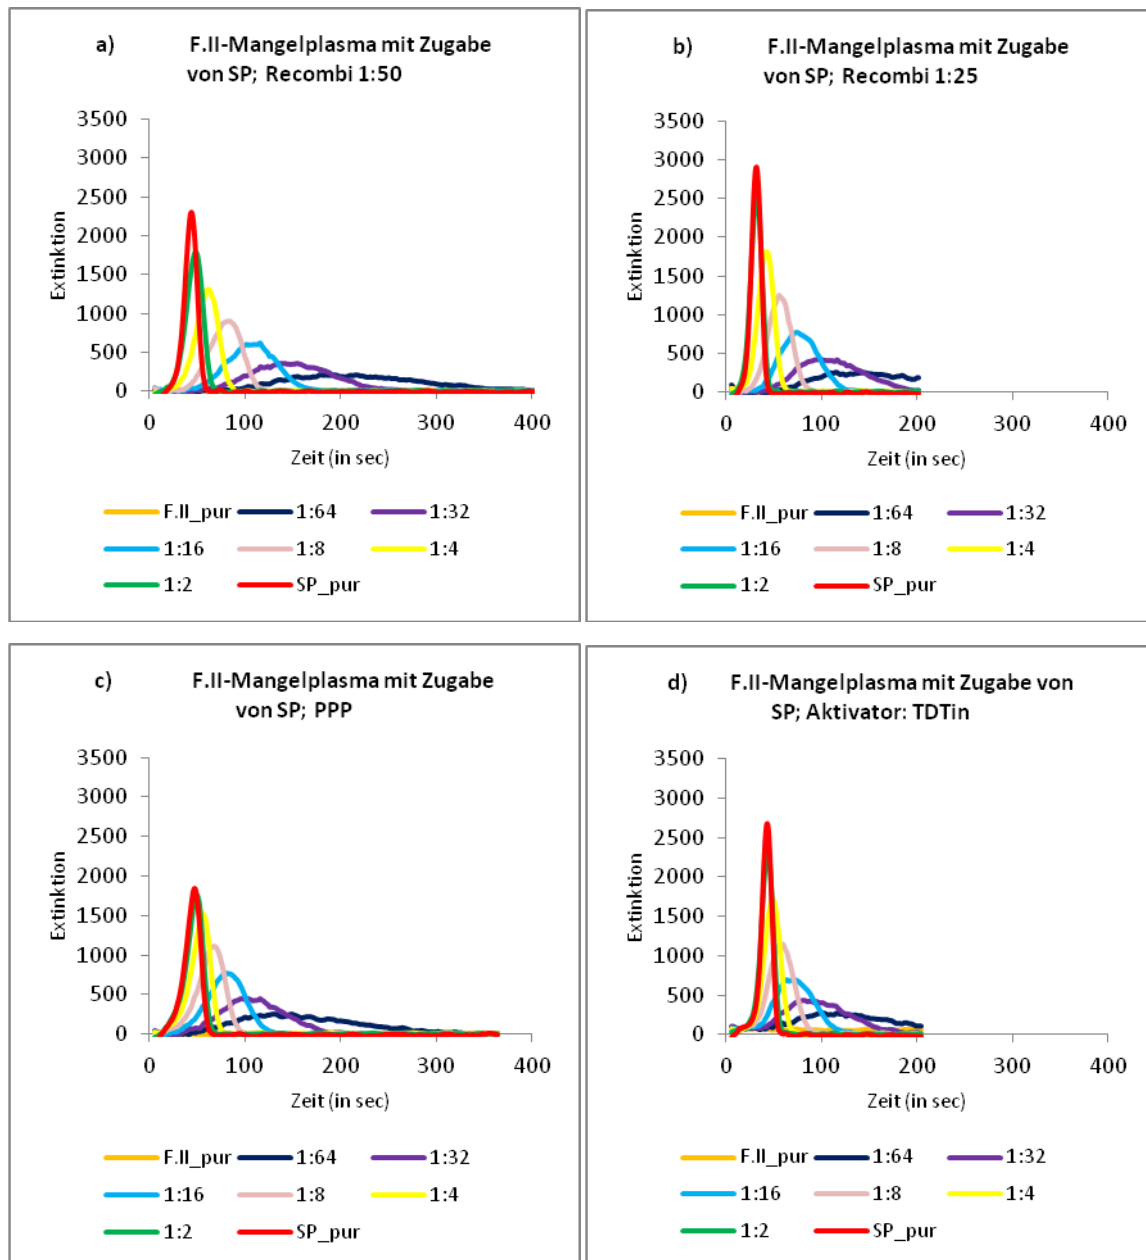 a) F.II-Mangelplasma mit Zugabe
von SP; Recombi 1:50
3500
3000
2500
2000
1500
1000
500
0
Extinktion
0 100 200 300 400
Zeit (in sec)
F.II_pur 1:64 1:32
1:16 1:8 1:4
1:2 SP_pur
b) F.II-Mangelplasma mit Zugabe
von SP; Recombi 1:25
3500
3000
2500
2000
1500
1000
500
0
Extinktion
0 100 200 300 400
Zeit (in sec)
F.II_pur 1:64 1:32
1:16 1:8 1:4
1:2 SP_pur
c) F.II-Mangelplasma mit Zugabe
von SP; PPP
3500
3000
2500
2000
1500
1000
500
0
Extinktion
0 100 200 300 400
Zeit (in sec)
F.II_pur 1:64 1:32
1:16 1:8 1:4
1:2 SP_pur
d) F.II-Mangelplasma mit Zugabe von
SP; Aktivator: TDTin
3500
3000
2500
2000
1500
1000
500
0
Extinktion
0 100 200 300 400
Zeit (in sec)
F.II_pur 1:64 1:32
1:16 1:8 1:4
1:2 SP_pur